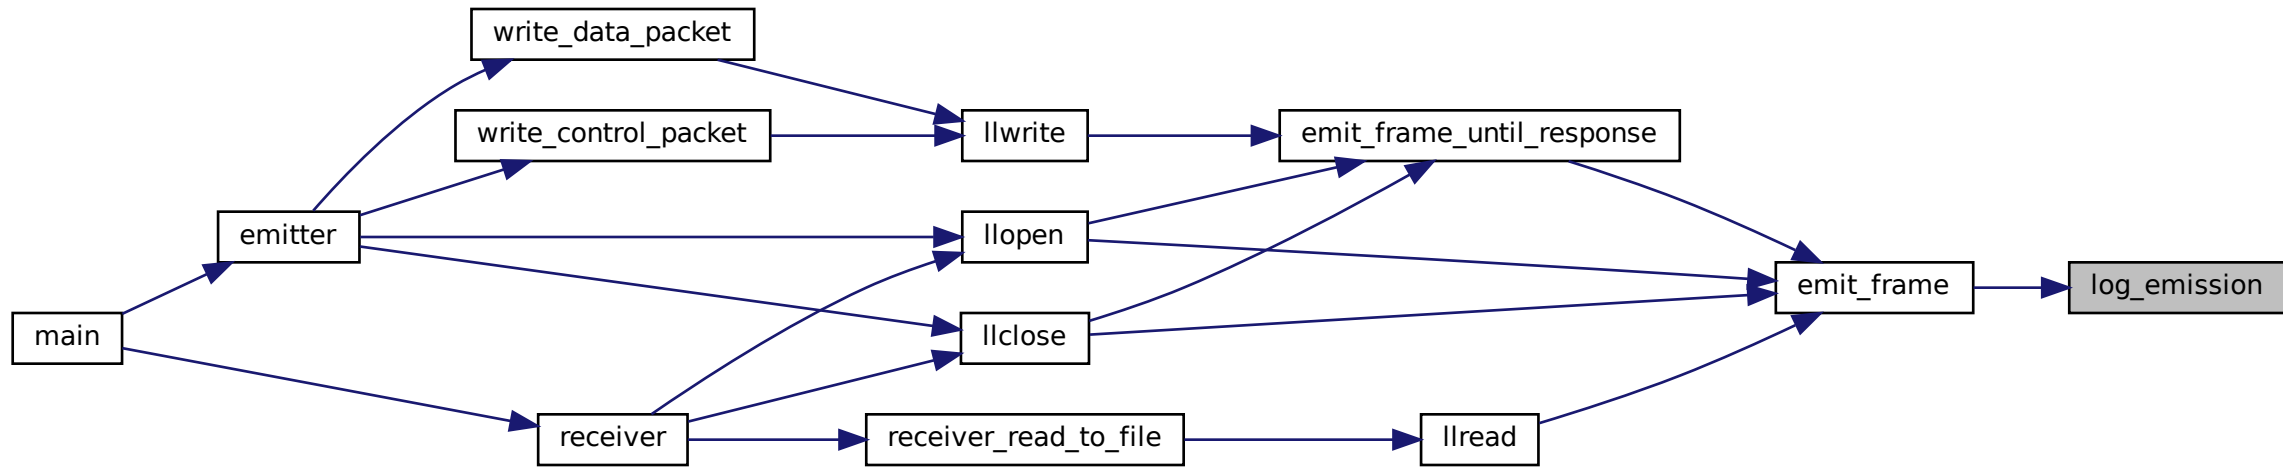 write_data_packet
write_control_packet
llwrite
emit_frame_until_response
emitter
llopen
emit_frame
log_emission
main
llclose
receiver
receiver_read_to_file
llread